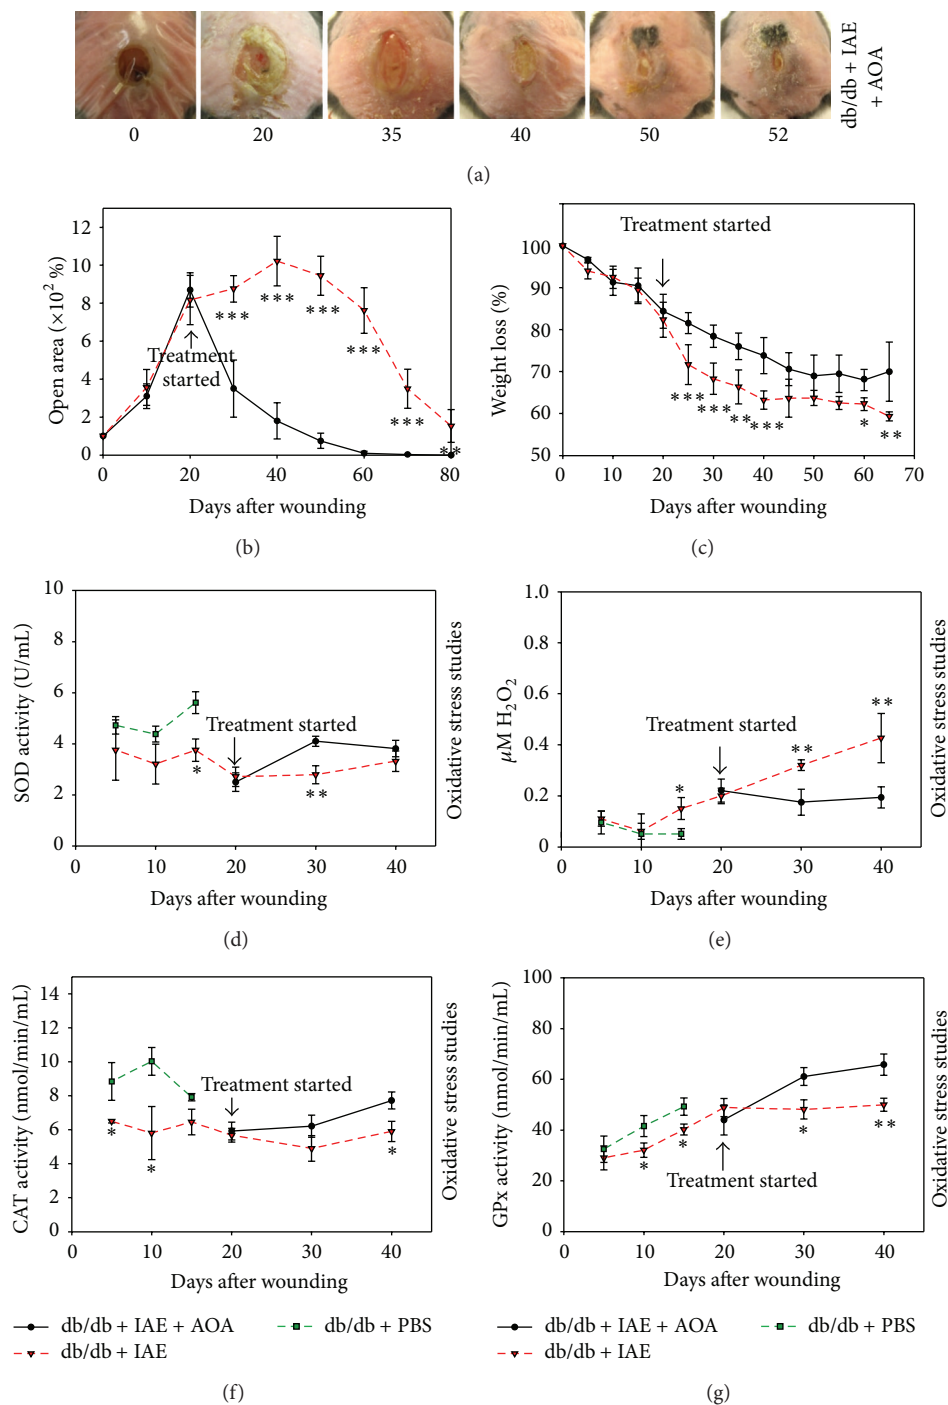 db/db + IAE
+ AOA
0 20 35 40 50 52
(a)
12
10
8
6
4
2
0
0 20 40 60 80
Open area (×10² %)
Treatment
started
***
***
***
***
***
**
Days after wounding
(b)
100
90
80
70
60
50
0 10 20 30 40 50 60 70
Weight loss (%)
Treatment started
***
***
**
***
*
**
Days after wounding
(c)
10
8
6
4
2
0
0 10 20 30 40
SOD activity (U/mL)
Treatment started
*
**
Days after wounding
Oxidative stress studies
(d)
1.0
0.8
0.6
0.4
0.2
0
0 10 20 30 40
μM H₂O₂
Treatment started
*
**
**
Days after wounding
Oxidative stress studies
(e)
14
12
10
8
6
4
2
0
0 10 20 30 40
CAT activity (nmol/min/mL)
Treatment started
*
*
*
Days after wounding
Oxidative stress studies
100
80
60
40
20
0
0 10 20 30 40
GPx activity (nmol/min/mL)
Treatment started
*
*
*
**
Days after wounding
Oxidative stress studies
db/db + IAE + AOA
db/db + PBS
db/db + IAE
(f)
db/db + IAE + AOA
db/db + PBS
db/db + IAE
(g)